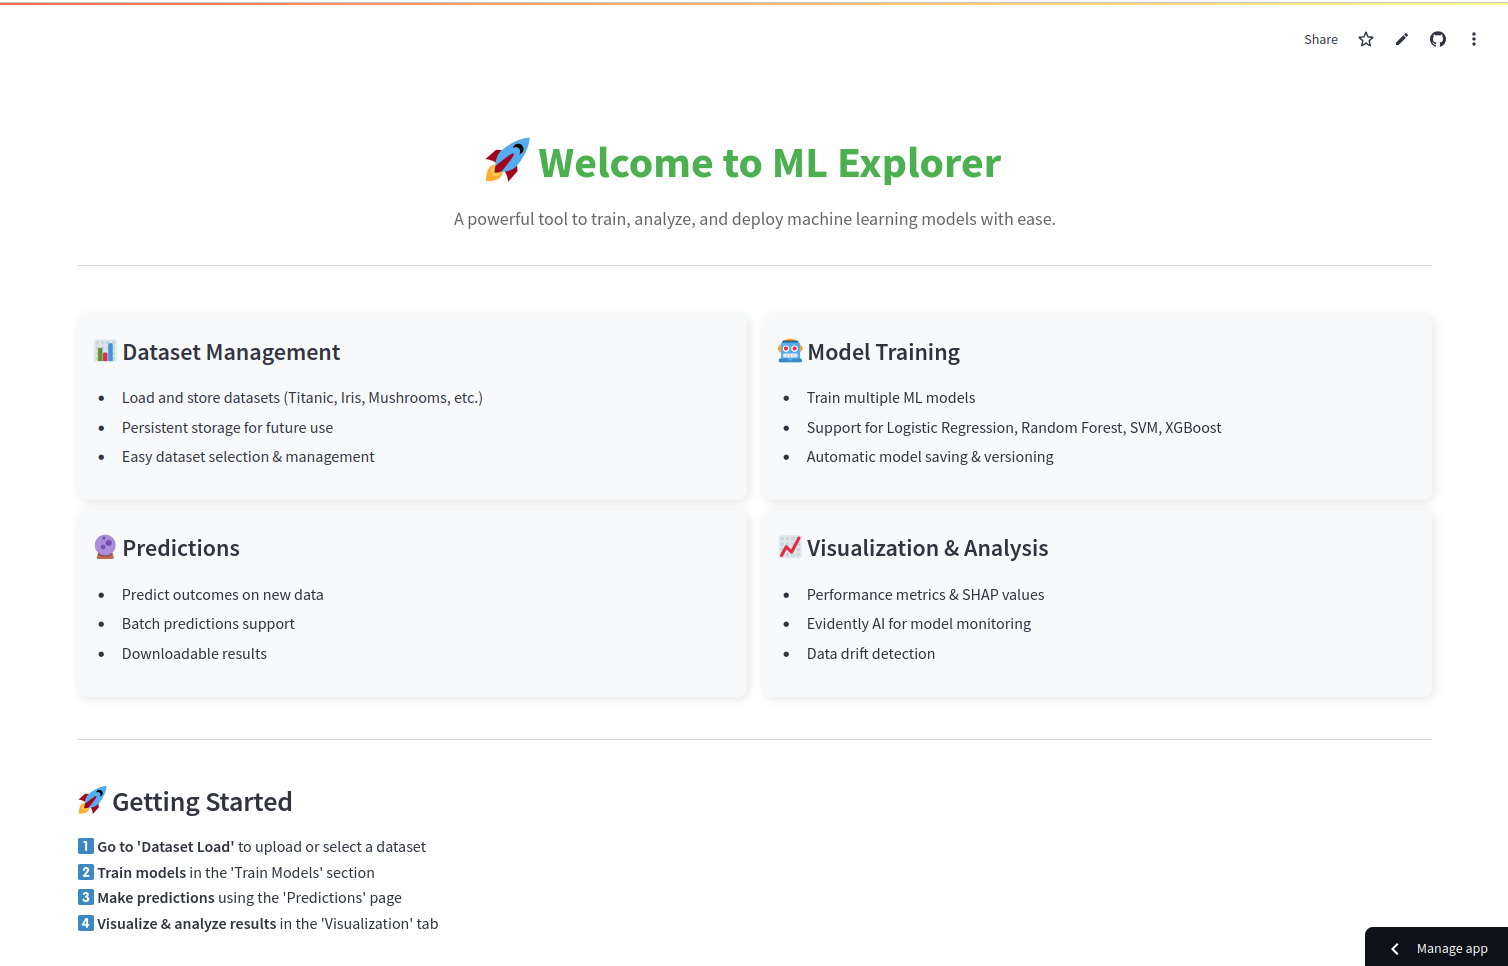 Share
🚀 Welcome to ML Explorer
A powerful tool to train, analyze, and deploy machine learning models with ease.
📊 Dataset Management
• Load and store datasets (Titanic, Iris, Mushrooms, etc.)
• Persistent storage for future use
• Easy dataset selection & management
🤖 Model Training
• Train multiple ML models
• Support for Logistic Regression, Random Forest, SVM, XGBoost
• Automatic model saving & versioning
🔮 Predictions
• Predict outcomes on new data
• Batch predictions support
• Downloadable results
📈 Visualization & Analysis
• Performance metrics & SHAP values
• Evidently AI for model monitoring
• Data drift detection
🚀 Getting Started
1️⃣ Go to 'Dataset Load' to upload or select a dataset
2️⃣ Train models in the 'Train Models' section
3️⃣ Make predictions using the 'Predictions' page
4️⃣ Visualize & analyze results in the 'Visualization' tab
Manage app